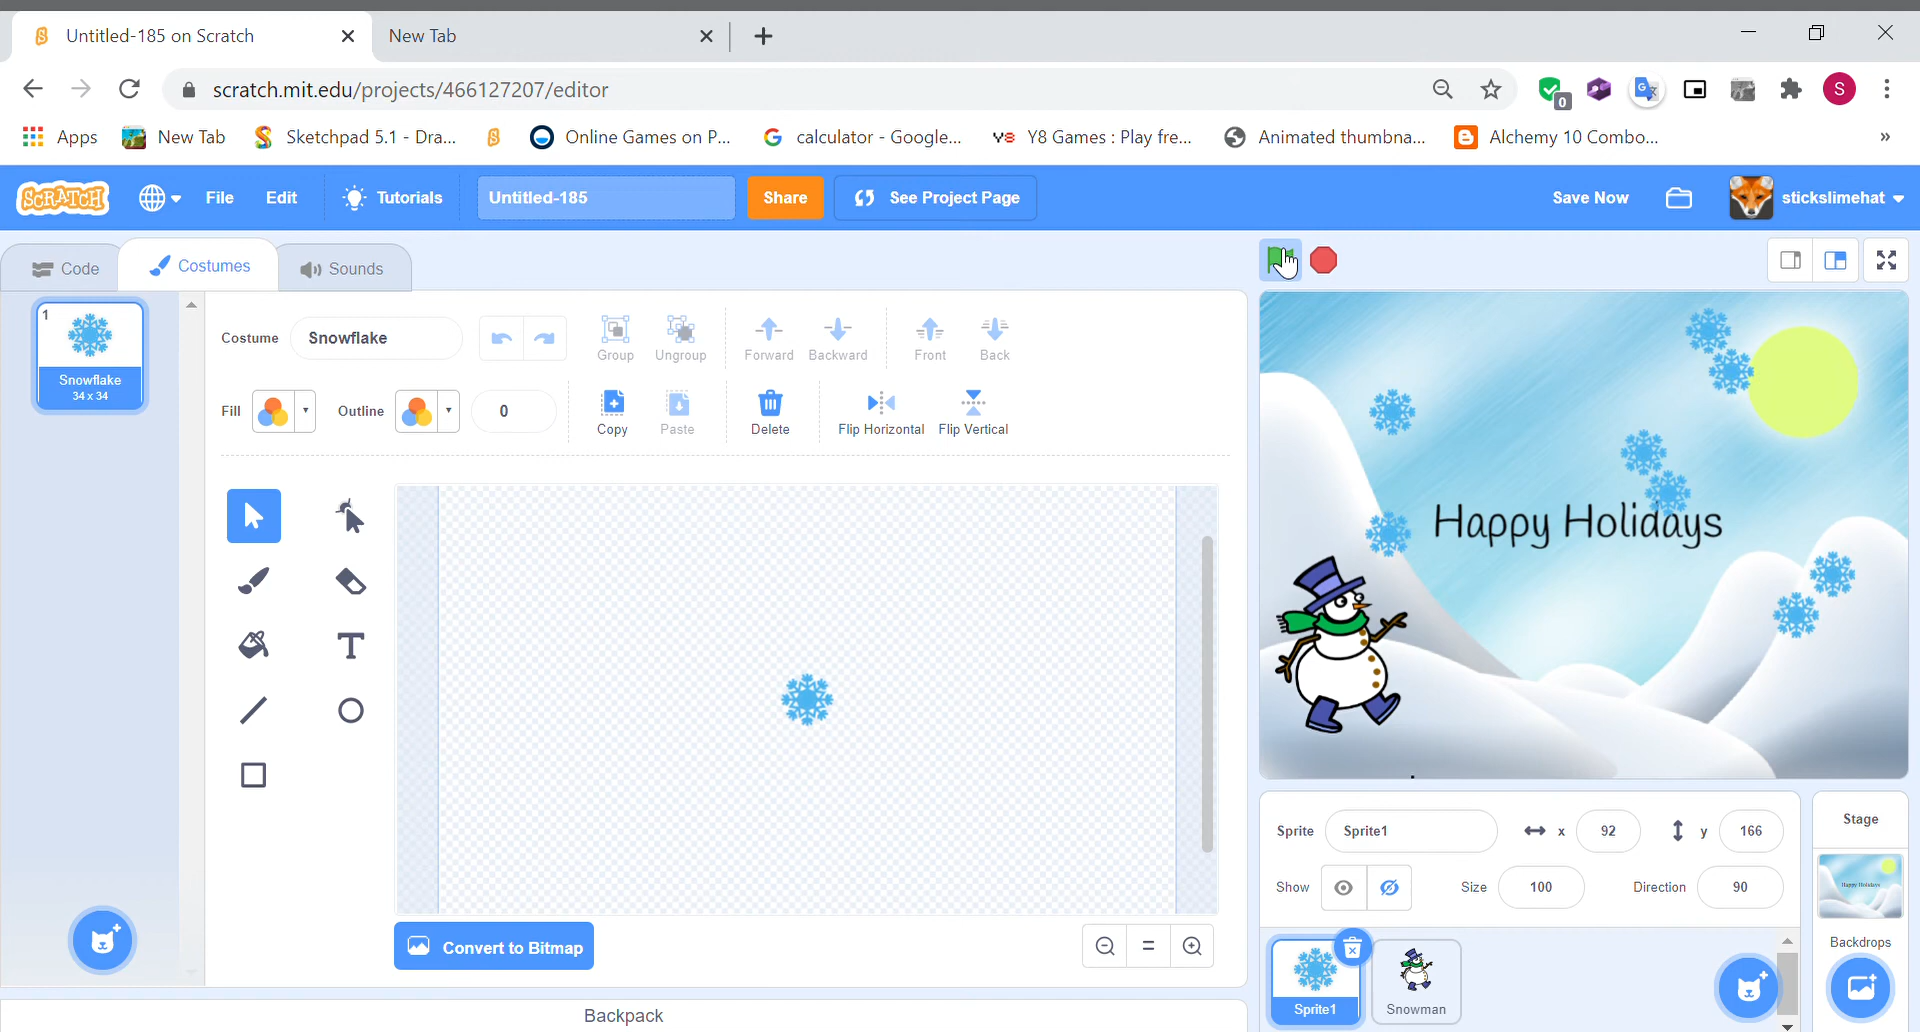 Untitled-185 on Scratch
New Tab
scratch.mit.edu/projects/466127207/editor
0
S
Apps
New Tab
Sketchpad 5.1 - Dra...
Online Games on P...
calculator - Google...
Y8 Games : Play fre...
Animated thumbna...
Alchemy 10 Combo...
»
SCRATCH
File
Edit
Tutorials
Untitled-185
Share
See Project Page
Save Now
stickslimehat
Code
Costumes
Sounds
1
Snowflake
34 x 34
Costume
Snowflake
Group
Ungroup
Forward
Backward
Front
Back
Fill
Outline
0
Copy
Paste
Delete
Flip Horizontal
Flip Vertical
T
Convert to Bitmap
=
Backpack
Happy Holidays
Sprite
Sprite1
x
92
y
166
Show
Size
100
Direction
90
Sprite1
Snowman
Stage
Happy Holidays
Backdrops